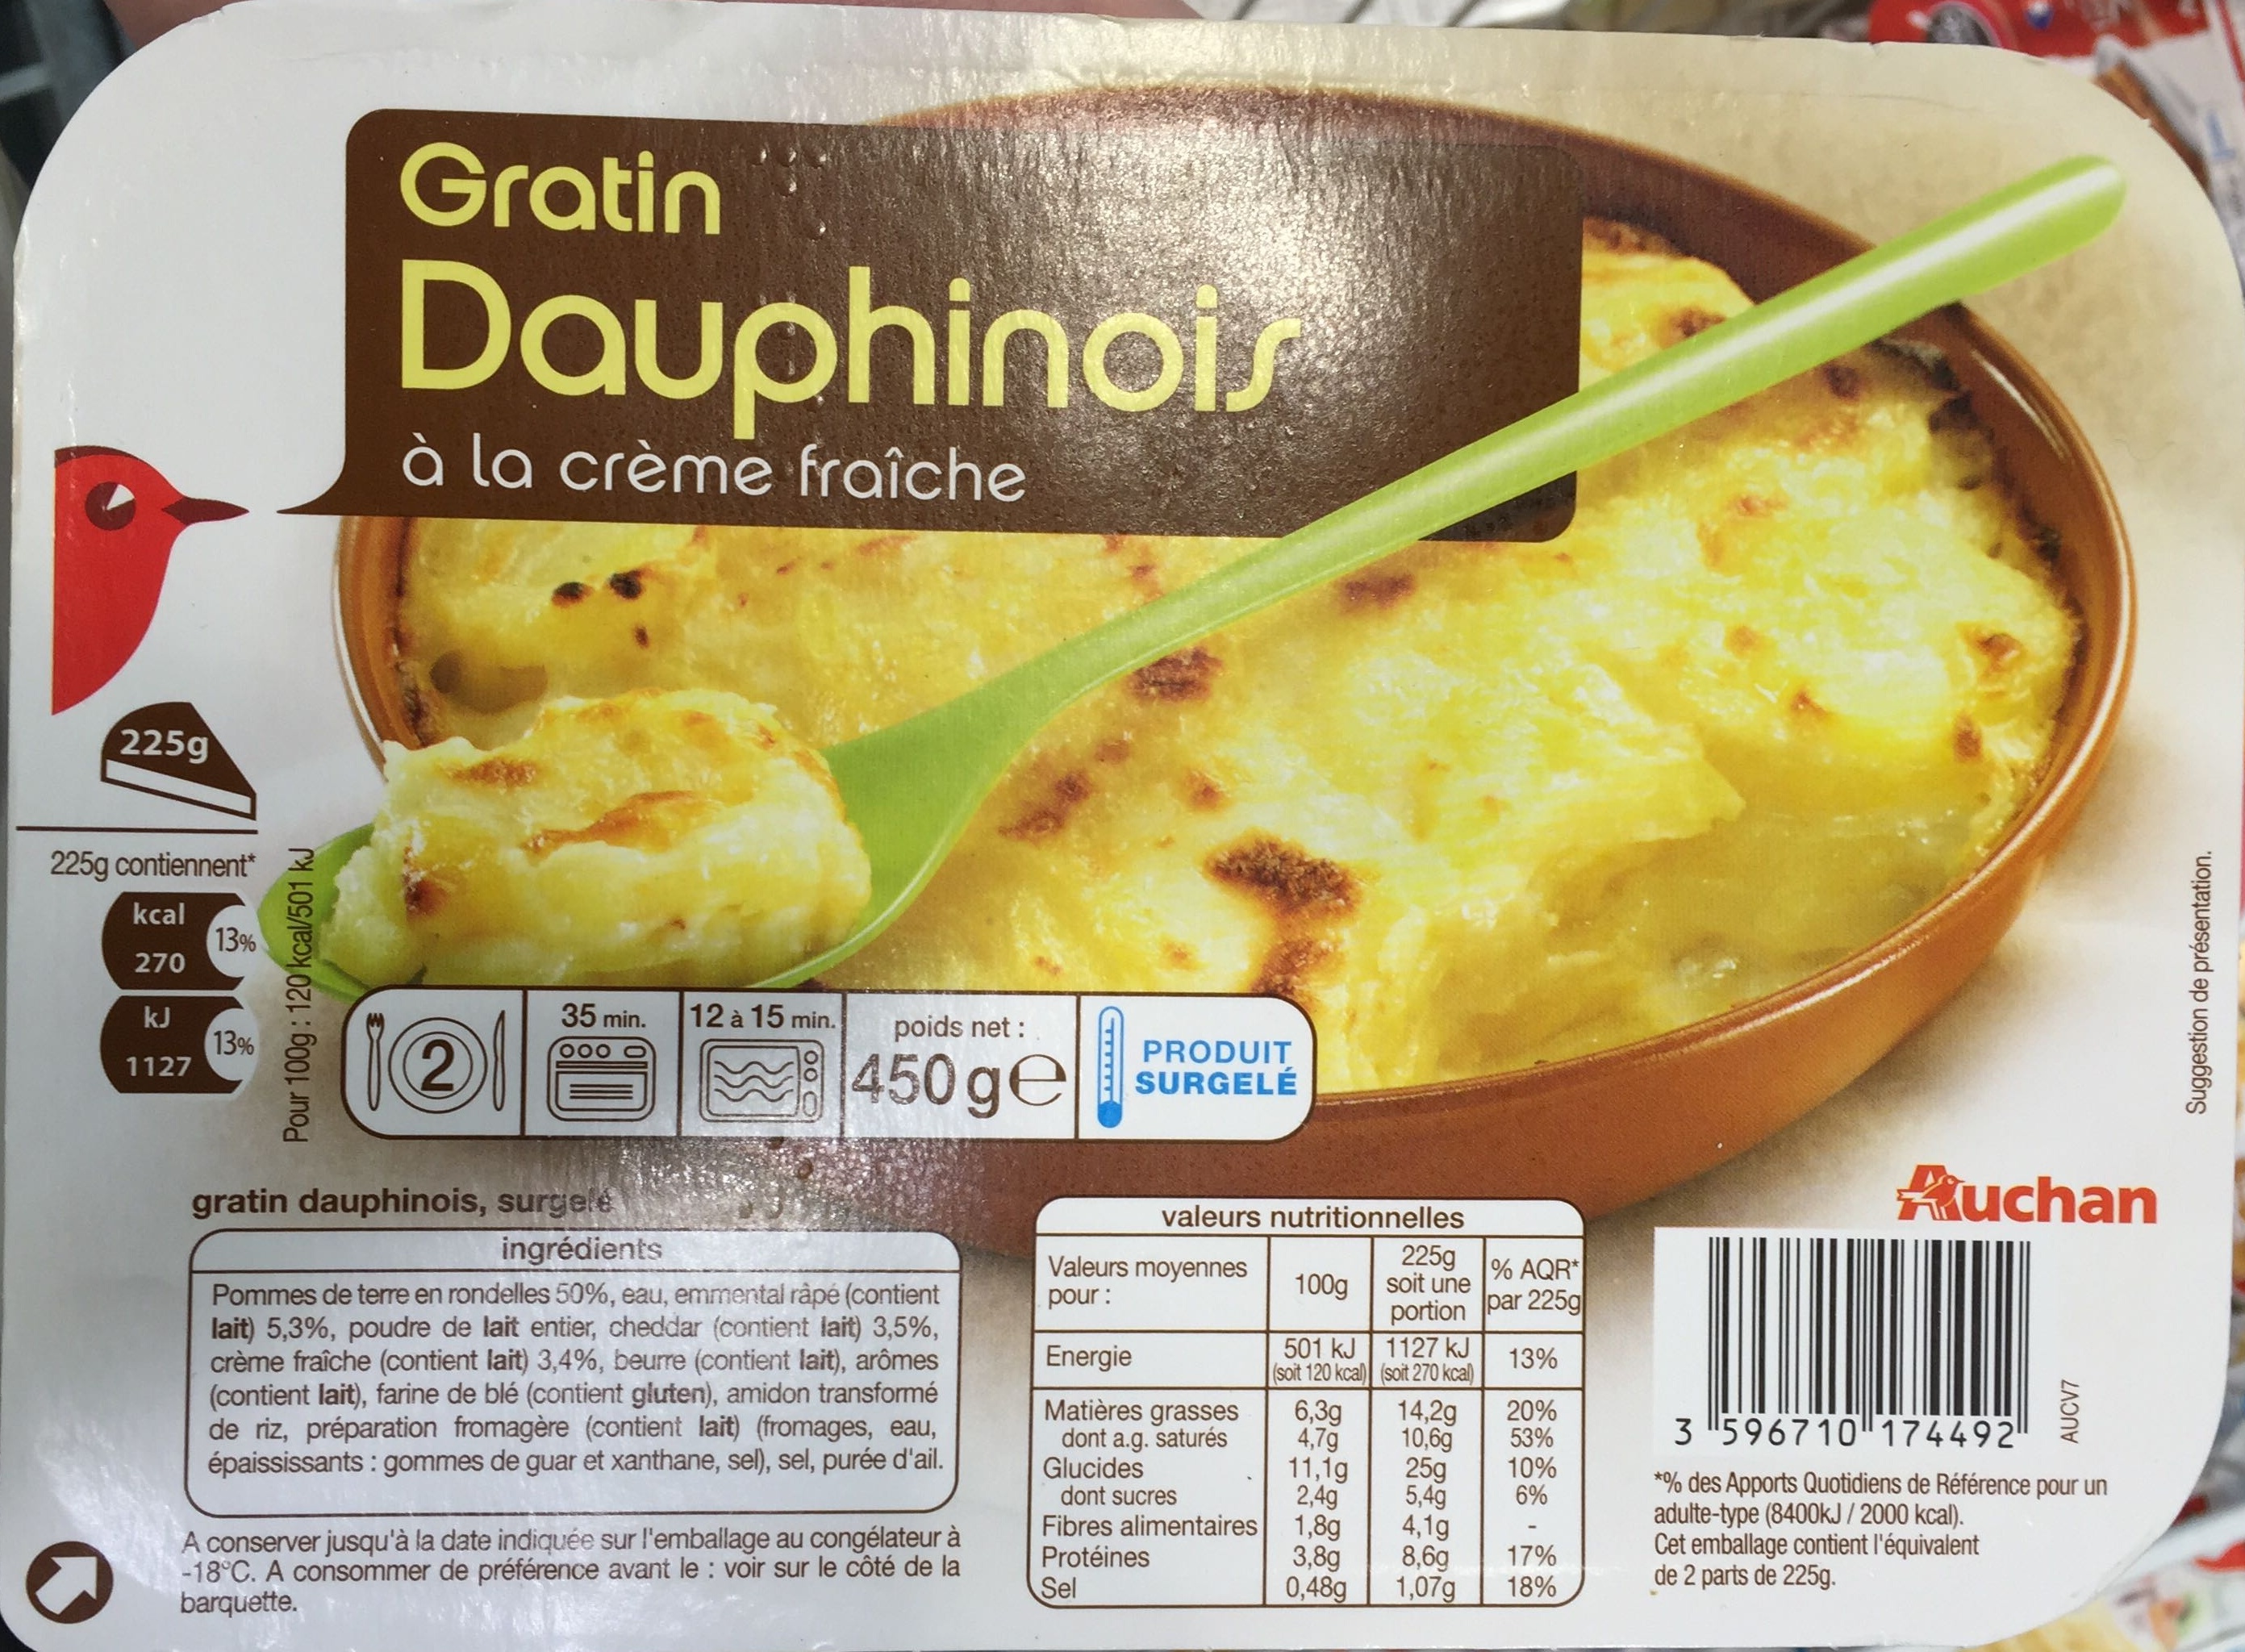 Gratin
Dauphinois
à la crème fraîche
225g
225g contiennent*
kcal
270
13%
kJ
1127
13%
Pour 100g : 120 kcal/501 kJ
2
35 min.
12 à 15 min.
poids net :
450 g e
PRODUIT
SURGELÉ
Suggestion de présentation.
gratin dauphinois, surgelé
ingrédients
Pommes de terre en rondelles 50%, eau, emmental râpé (contient
lait) 5,3%, poudre de lait entier, cheddar (contient lait) 3,5%,
crème fraîche (contient lait) 3,4%, beurre (contient lait), arômes
(contient lait), farine de blé (contient gluten), amidon transformé
de riz, préparation fromagère (contient lait) (fromages, eau,
épaississants : gommes de guar et xanthane, sel), sel, purée d'ail.
A conserver jusqu'à la date indiquée sur l'emballage au congélateur à
-18°C. A consommer de préférence avant le : voir sur le côté de la
barquette.
valeurs nutritionnelles
Valeurs moyennes pour : 100g 225g soit une portion % AQR* par 225g
Energie 501 kJ (soit 120 kcal) 1127 kJ (soit 270 kcal) 13%
Matières grasses 6,3g 14,2g 20%
dont a.g. saturés 4,7g 10,6g 53%
Glucides 11,1g 25g 10%
dont sucres 2,4g 5,4g 6%
Fibres alimentaires 1,8g 4,1g -
Protéines 3,8g 8,6g 17%
Sel 0,48g 1,07g 18%
Auchan
3 596710 174492
AUCV7
*% des Apports Quotidiens de Référence pour un
adulte-type (8400kJ / 2000 kcal).
Cet emballage contient l'équivalent
de 2 parts de 225g.